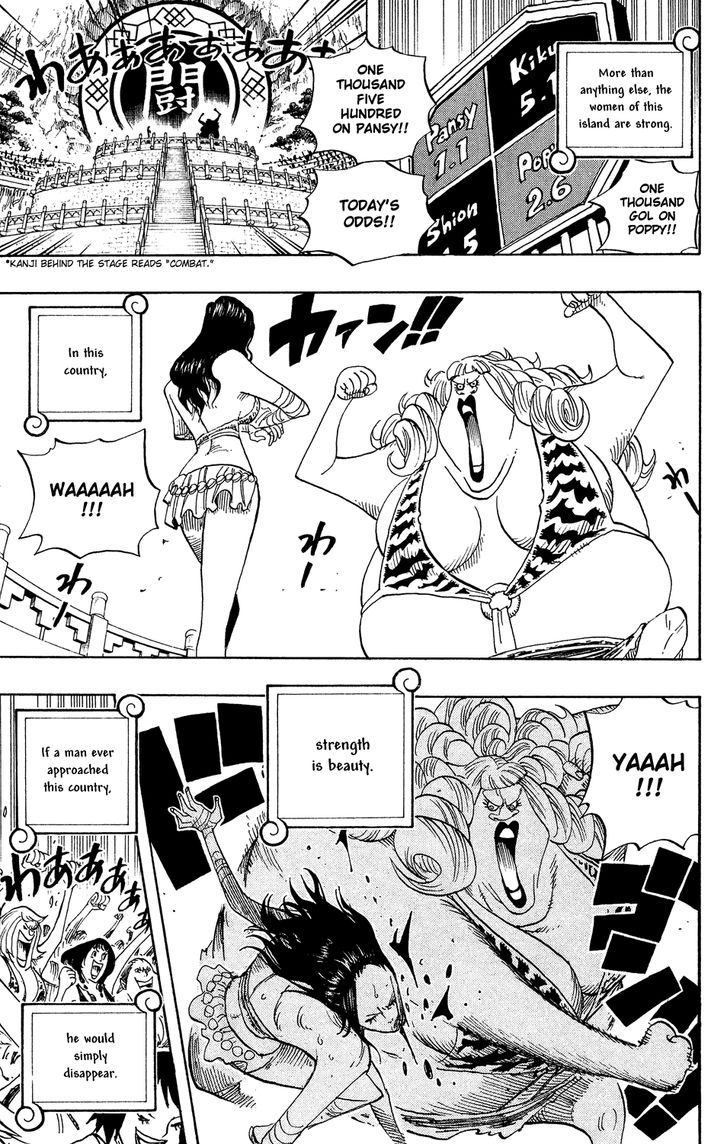 More than
anything else, the
women of this
island are strong.
Kiku
5.1
Pansy
1.1
Pop
2.6
Shion
.5
ONE
THOUSAND
GOL ON
POPPY!!
ONE
THOUSAND
FIVE
HUNDRED
ON PANSY!!
TODAY'S
ODDS!!
わああああああ
闘
*KANJI BEHIND THE STAGE READS "COMBAT."
In this
country,
カァン!!
WAAAAAH
!!!
わー
わー
わー
strength
is beauty.
YAAAH
!!!
If a man ever
approached
this country,
わあああああ
he would
simply
disappear.